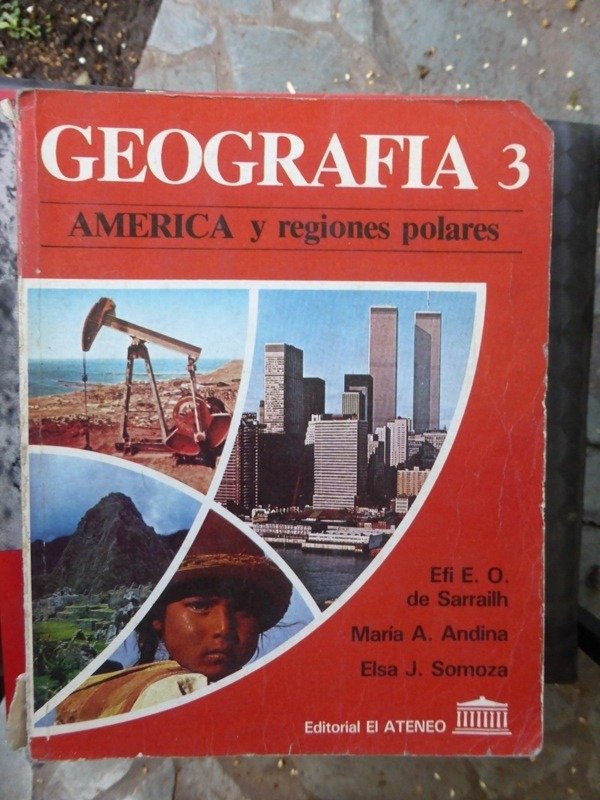 GEOGRAFIA 3
AMERICA y regiones polares
Efi E. O.
de Sarrailh
María A. Andina
Elsa J. Somoza
Editorial El ATENEO